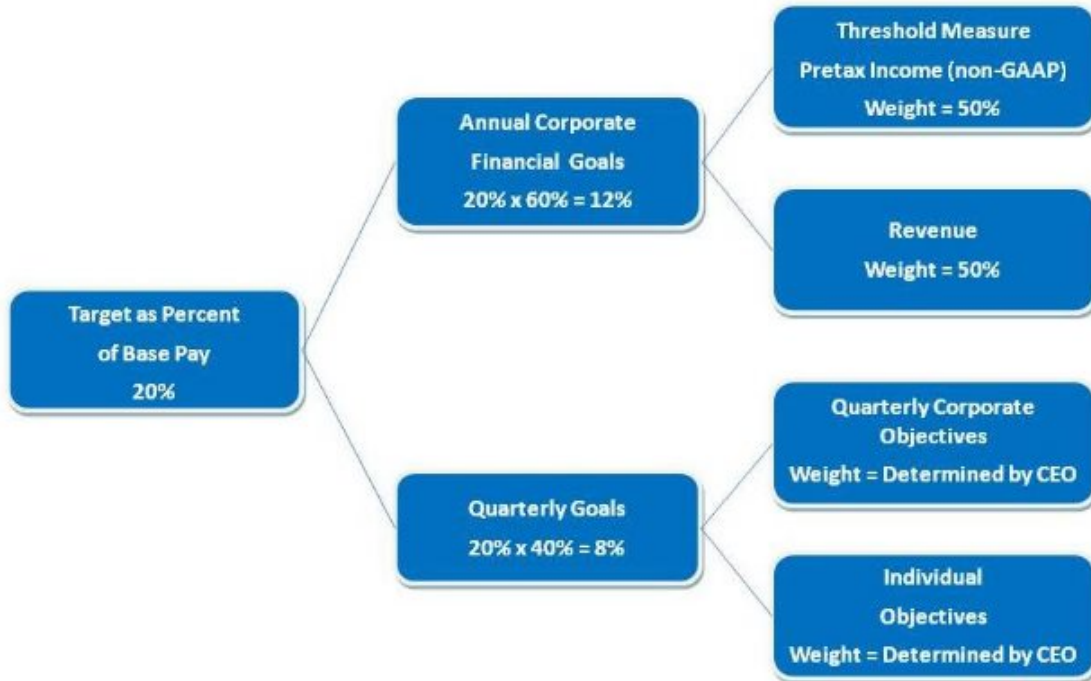 Threshold Measure
Pretax Income (non-GAAP)
Weight = 50%
Annual Corporate
Financial Goals
20% x 60% = 12%
Revenue
Weight = 50%
Target as Percent
of Base Pay
20%
Quarterly Corporate
Objectives
Weight = Determined by CEO
Quarterly Goals
20% x 40% = 8%
Individual
Objectives
Weight = Determined by CEO